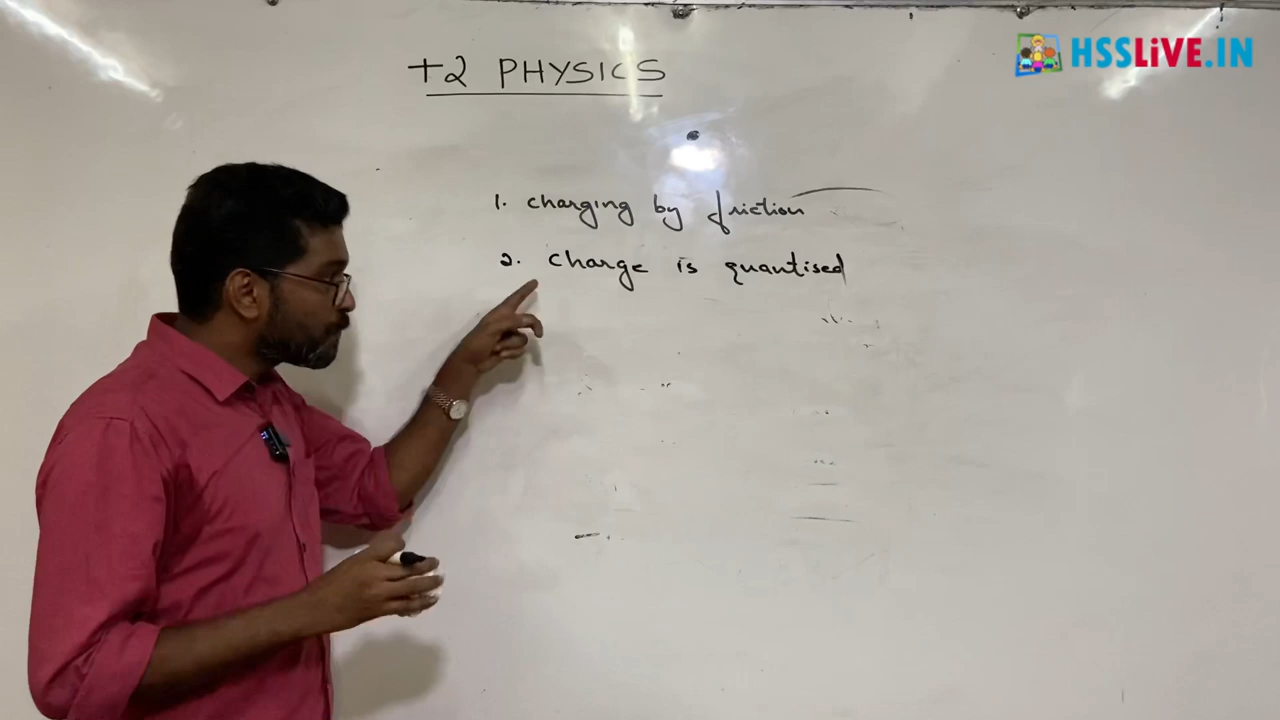 HSSLiVE.IN
+2 PHYSICS
1. charging by friction
2. charge is quantised